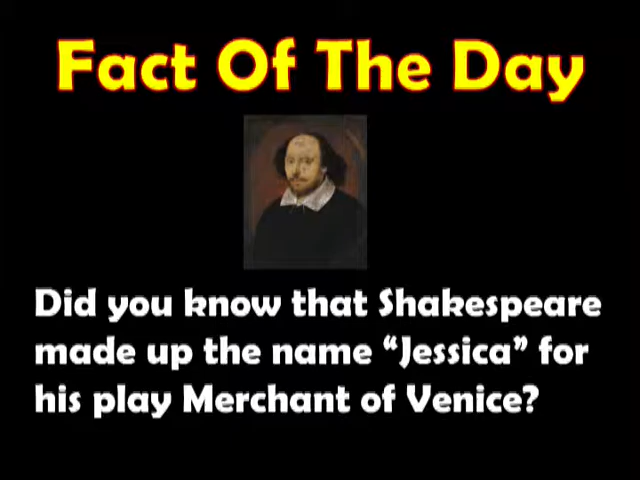 Fact Of The Day
Did you know that Shakespeare
made up the name “Jessica” for
his play Merchant of Venice?